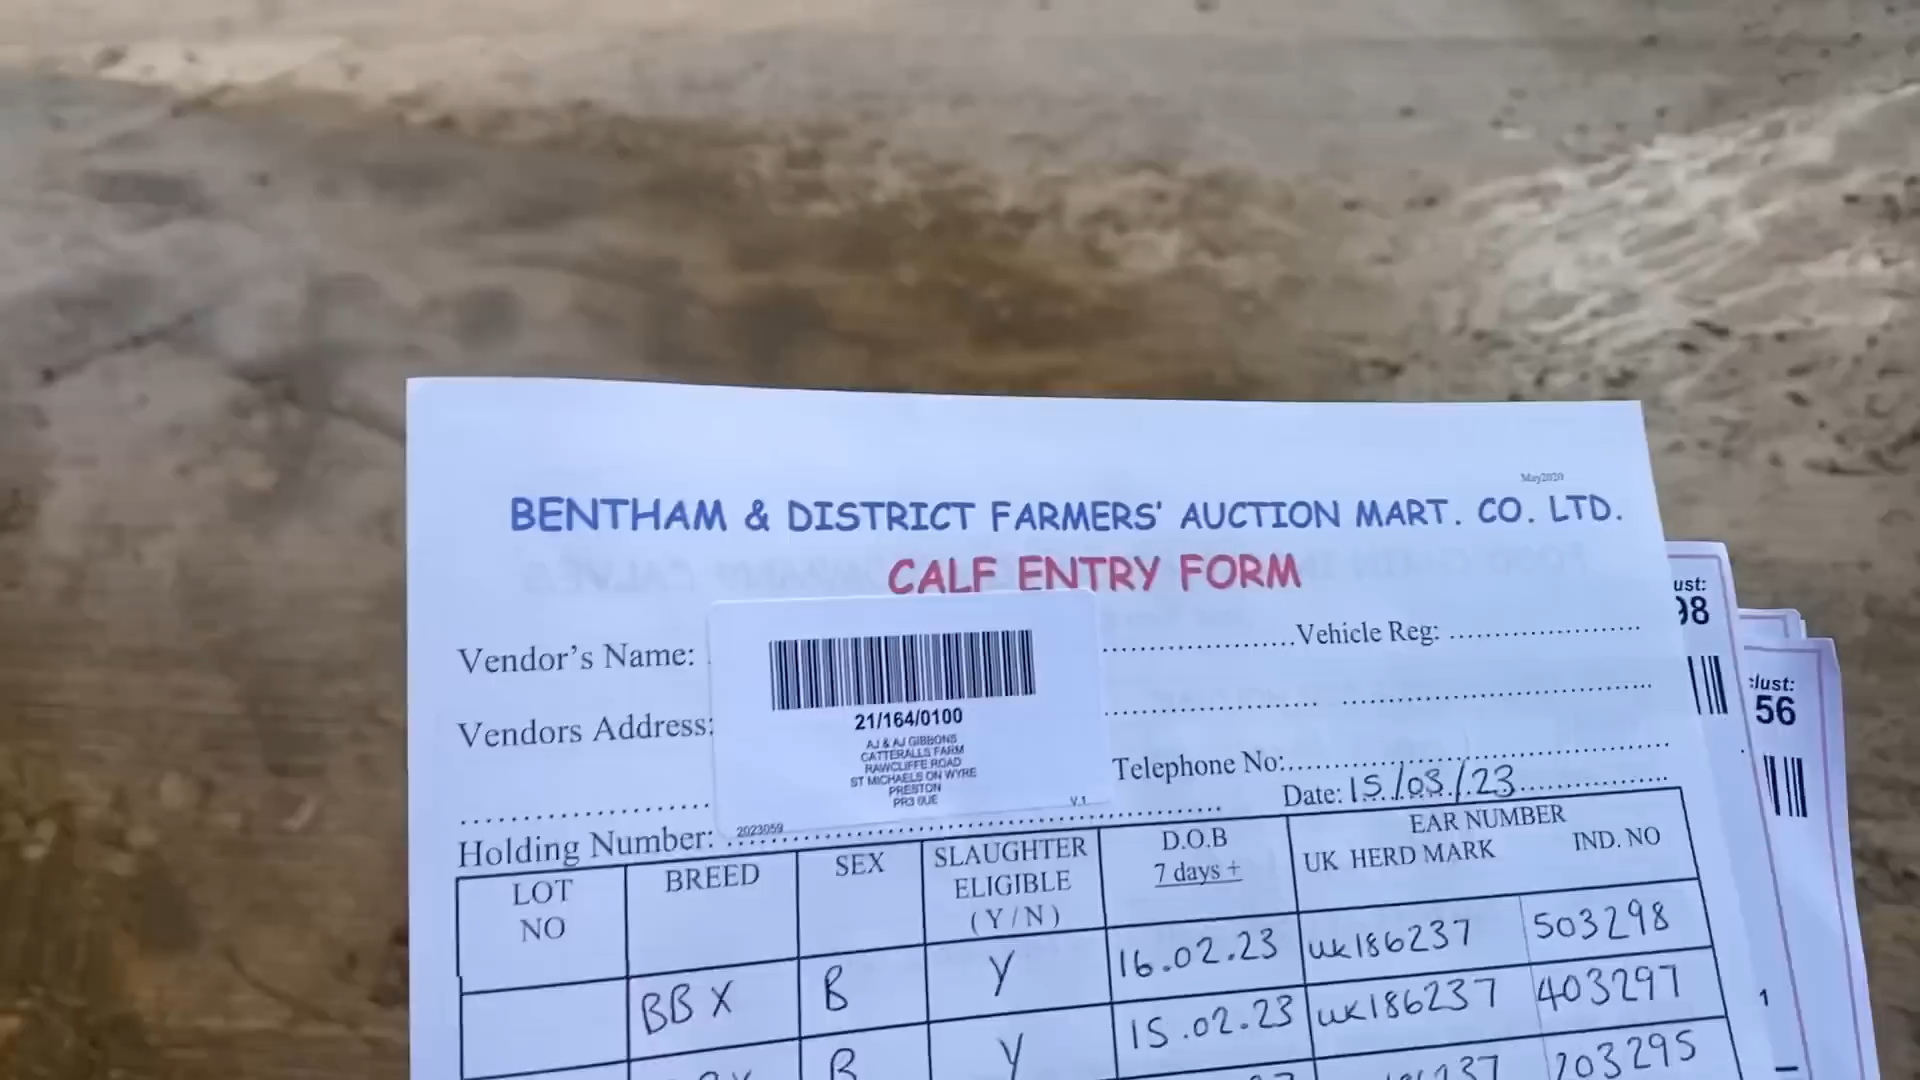 May2020
BENTHAM & DISTRICT FARMERS' AUCTION MART. CO. LTD.
CALF ENTRY FORM
Vendor's Name: Vehicle Reg:
21/164/0100
Vendors Address:
AJ & AJ GIBBONS
CATTERALLS FARM
RAWCLIFFE ROAD
ST MICHAELS ON WYRE
PRESTON
PR3 0UE
V.1
Telephone No:
Date: 15/03/23
Holding Number: 2023059
LOT NO BREED SEX SLAUGHTER ELIGIBLE (Y/N) D.O.B 7 days + EAR NUMBER UK HERD MARK IND. NO
BB X B Y 16.02.23 UK186237 503298
B Y 15.02.23 UK186237 403297
203295
ust:
98
lust:
56
1